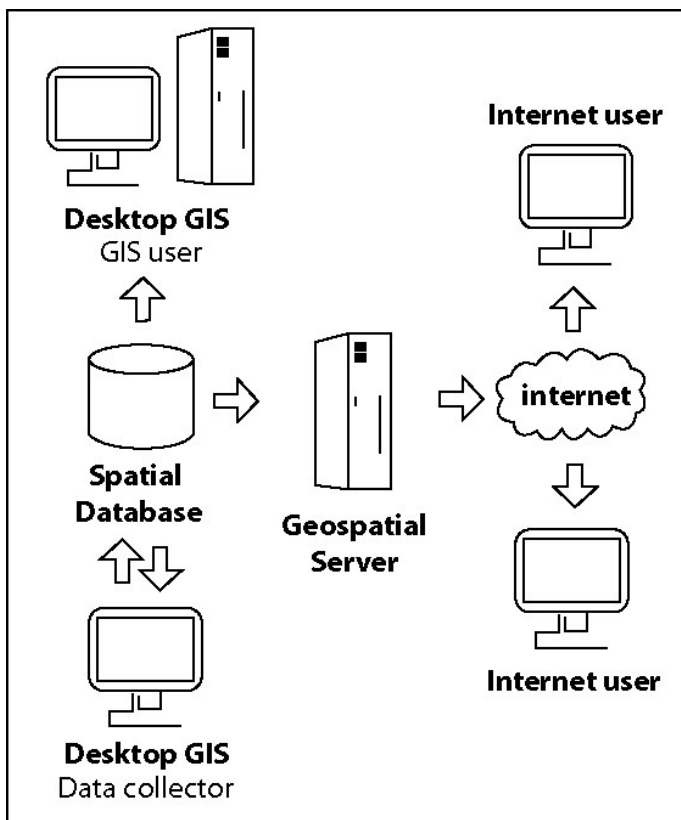 Desktop GIS
GIS user
Internet user
Spatial
Database
Geospatial
Server
internet
Internet user
Desktop GIS
Data collector